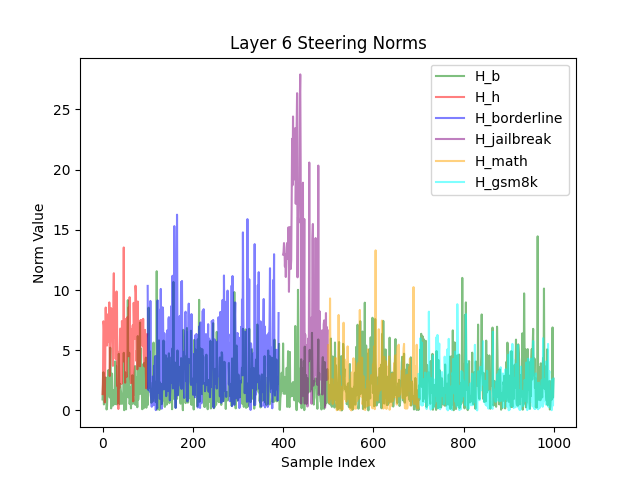 Layer 6 Steering Norms
H_b
H_h
H_borderline
H_jailbreak
H_math
H_gsm8k
25
20
15
10
5
0
Norm Value
0
200
400
600
800
1000
Sample Index